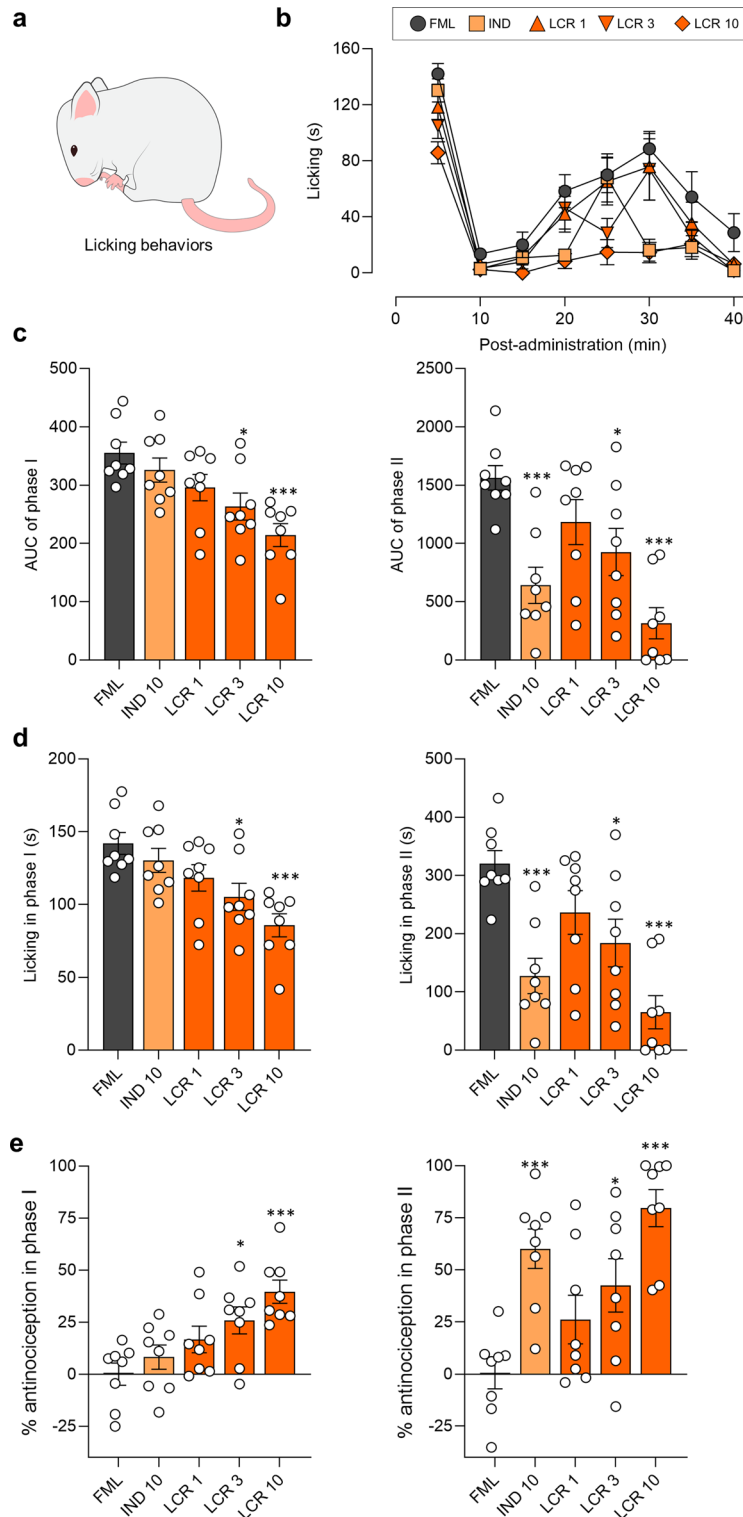 a
Licking behaviors
b
FML IND LCR 1 LCR 3 LCR 10
Licking (s)
160
120
80
40
0
0 10 20 30 40
Post-administration (min)
c
AUC of phase I
500
400
300
200
100
0
*
***
FML IND 10 LCR 1 LCR 3 LCR 10
AUC of phase II
2500
2000
1500
1000
500
0
***
*
***
FML IND 10 LCR 1 LCR 3 LCR 10
d
Licking in phase I (s)
200
150
100
50
0
*
***
FML IND 10 LCR 1 LCR 3 LCR 10
Licking in phase II (s)
500
400
300
200
100
0
***
*
***
FML IND 10 LCR 1 LCR 3 LCR 10
e
% antinociception in phase I
100
75
50
25
0
-25
*
***
FML IND 10 LCR 1 LCR 3 LCR 10
% antinociception in phase II
100
75
50
25
0
-25
***
*
***
FML IND 10 LCR 1 LCR 3 LCR 10